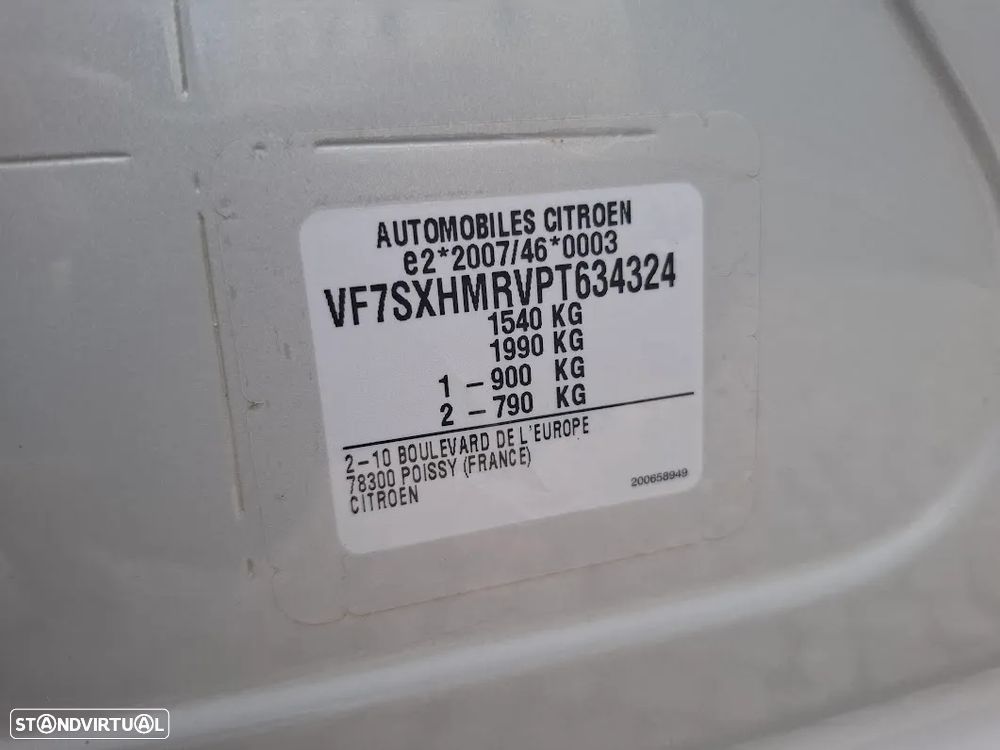 AUTOMOBILES CITROEN
e2*2007/46*0003
VF7SXHMRVPT634324
1540 KG
1990 KG
1 - 900 KG
2 - 790 KG
2-10 BOULEVARD DE L'EUROPE
78300 POISSY (FRANCE)
CITROEN
200658949
STANDVIRTUAL